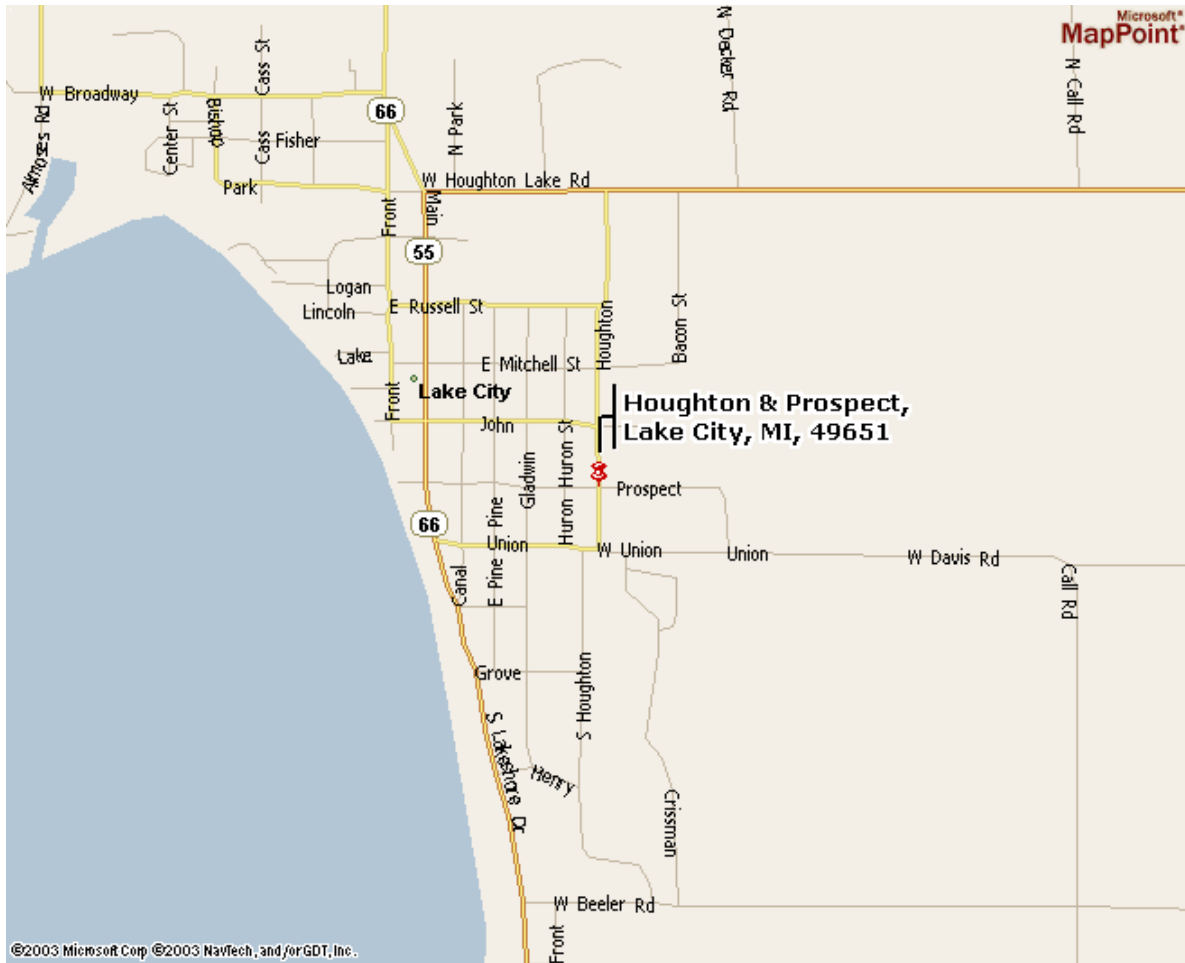 Microsoft®
MapPoint®
N Decker Rd
N Call Rd
Cass St
W Broadway
66
Center St
Bishop
Cass
Fisher
N Park
Park
W Houghton Lake Rd
Front
Main
55
Logan
Lincoln
E Russell St
Houghton
Bacon St
Lake
E Mitchell St
Lake City
Front
John
Houghton & Prospect,
Lake City, MI, 49651
Gladwin
Huron St
Huron
Prospect
E Pine
66
Union
W Union
Union
W Davis Rd
Canal
E Pine
Call Rd
Grove
S Houghton
S Lakeshore Dr
Henry
Crissman
W Beeler Rd
Front
©2003 Microsoft Corp ©2003 NavTech, and/or GDT, Inc.